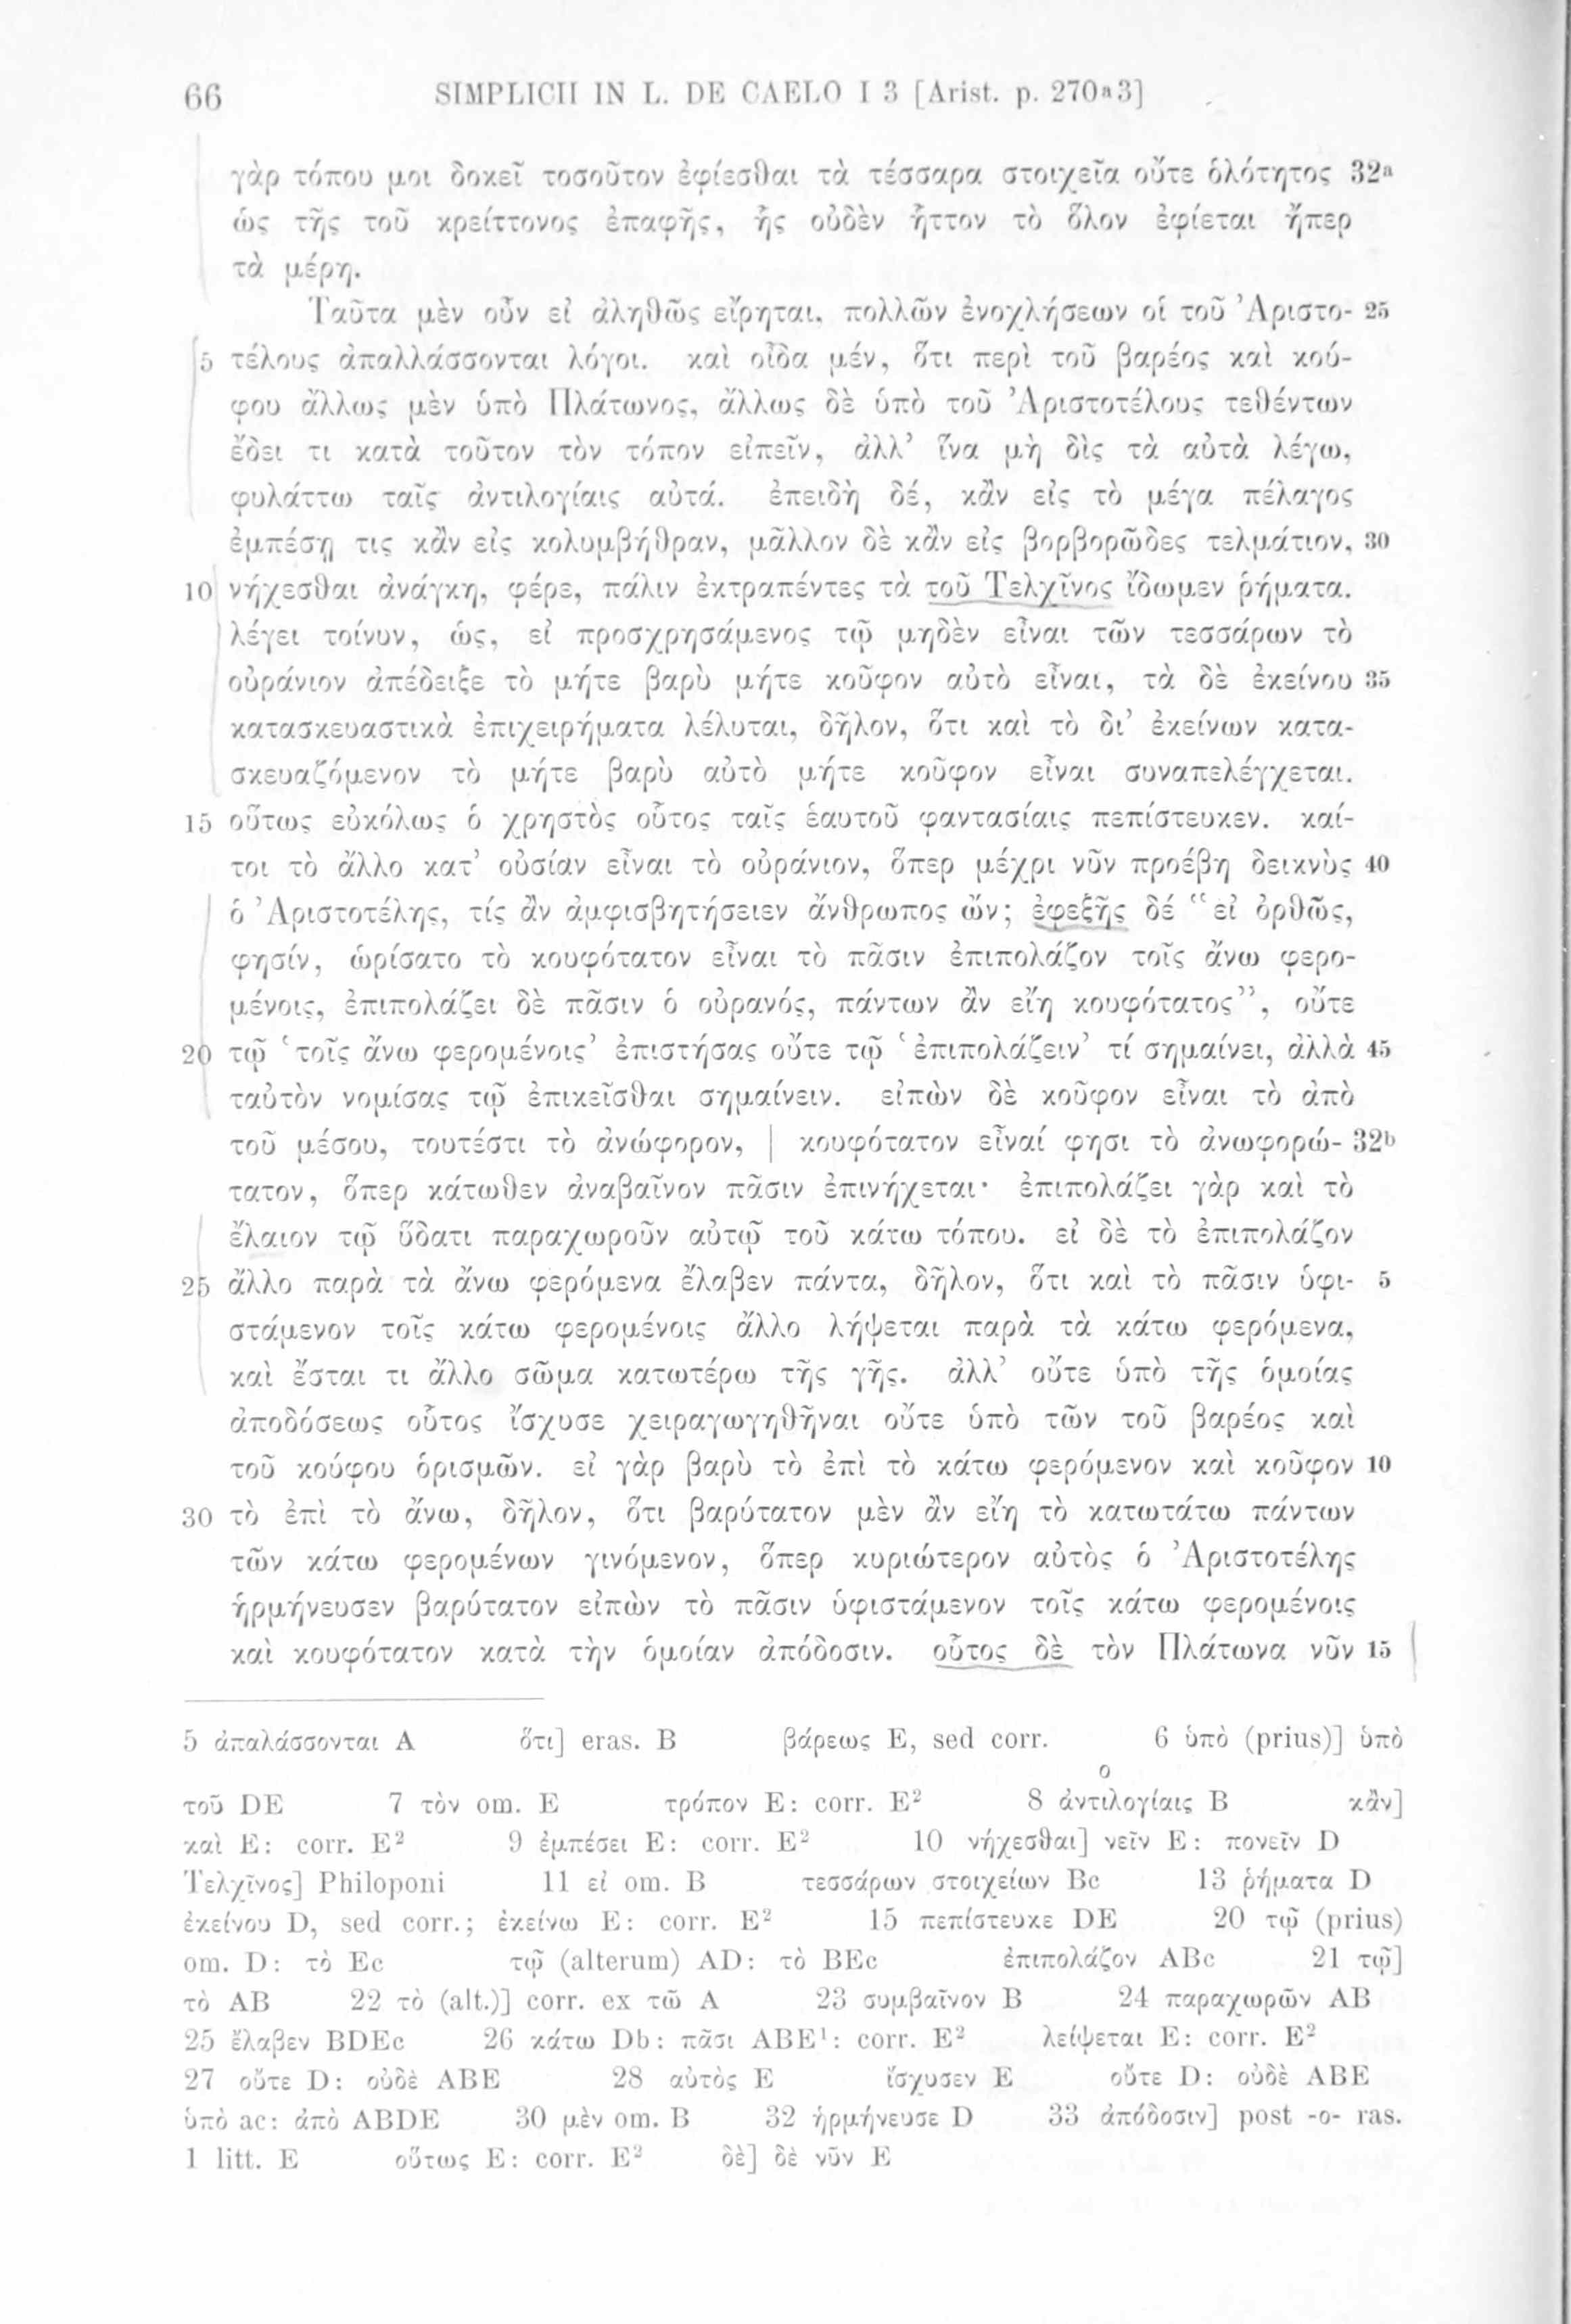 66 SIMPLICII IN L. DE CAELO I 3 [Arist. p. 270a3]
γὰρ τόπου μοι δοκεῖ τοσοῦτον ἐφίεσθαι τὰ τέσσαρα στοιχεῖα οὔτε ὁλότητος 32a
ὡς τῆς τοῦ κρείττονος ἐπαφῆς, ἧς οὐδὲν ἧττον τὸ ὅλον ἐφίεται ἤπερ
τὰ μέρη.
Ταῦτα μὲν οὖν εἰ ἀληθῶς εἴρηται, πολλῶν ἐνοχλήσεων οἱ τοῦ Ἀριστο- 25
5 τέλους ἀπαλλάσσονται λόγοι. καὶ οἶδα μέν, ὅτι περὶ τοῦ βαρέος καὶ κού-
φου ἄλλως μὲν ὑπὸ Πλάτωνος, ἄλλως δὲ ὑπὸ τοῦ Ἀριστοτέλους τεθέντων
ἔδει τι κατὰ τοῦτον τὸν τόπον εἰπεῖν, ἀλλ’ ἵνα μὴ δὶς τὰ αὐτὰ λέγω,
φυλάττω ταῖς ἀντιλογίαις αὐτά. ἐπειδὴ δέ, κἂν εἰς τὸ μέγα πέλαγος
ἐμπέσῃ τις κἂν εἰς κολυμβήθραν, μᾶλλον δὲ κἂν εἰς βορβορῶδες τελμάτιον, 30
10 νήχεσθαι ἀνάγκη, φέρε, πάλιν ἐκτραπέντες τὰ τοῦ Τελχῖνος ἴδωμεν ῥήματα.
λέγει τοίνυν, ὡς, εἰ προσχρησάμενος τῷ μηδὲν εἶναι τῶν τεσσάρων τὸ
οὐράνιον ἀπέδειξε τὸ μήτε βαρὺ μήτε κοῦφον αὐτὸ εἶναι, τὰ δὲ ἐκείνου 35
κατασκευαστικὰ ἐπιχειρήματα λέλυται, δῆλον, ὅτι καὶ τὸ δι’ ἐκείνων κατα-
σκευαζόμενον τὸ μήτε βαρὺ αὐτὸ μήτε κοῦφον εἶναι συναπελέγχεται.
15 οὕτως εὐκόλως ὁ χρηστὸς οὗτος ταῖς ἑαυτοῦ φαντασίαις πεπίστευκεν. καί-
τοι τὸ ἄλλο κατ’ οὐσίαν εἶναι τὸ οὐράνιον, ὅπερ μέχρι νῦν προέβη δεικνὺς 40
ὁ Ἀριστοτέλης, τίς ἂν ἀμφισβητήσειεν ἄνθρωπος ὤν; ἐφεξῆς δέ “εἰ ὀρθῶς,
φησίν, ὡρίσατο τὸ κουφότατον εἶναι τὸ πᾶσιν ἐπιπολάζον τοῖς ἄνω φερο-
μένοις, ἐπιπολάζει δὲ πᾶσιν ὁ οὐρανός, πάντων ἂν εἴη κουφότατος”, οὔτε
20 τῷ ‘τοῖς ἄνω φερομένοις’ ἐπιστήσας οὔτε τῷ ‘ἐπιπολάζειν’ τί σημαίνει, ἀλλὰ 45
ταὐτὸν νομίσας τῷ ἐπικεῖσθαι σημαίνειν. εἰπὼν δὲ κοῦφον εἶναι τὸ ἀπὸ
τοῦ μέσου, τουτέστι τὸ ἀνώφορον, | κουφότατον εἶναί φησι τὸ ἀνωφορώ- 32b
τατον, ὅπερ κάτωθεν ἀναβαῖνον πᾶσιν ἐπινήχεται· ἐπιπολάζει γὰρ καὶ τὸ
ἔλαιον τῷ ὕδατι παραχωροῦν αὐτῷ τοῦ κάτω τόπου. εἰ δὲ τὸ ἐπιπολάζον
25 ἄλλο παρὰ τὰ ἄνω φερόμενα ἔλαβεν πάντα, δῆλον, ὅτι καὶ τὸ πᾶσιν ὑφι- 5
στάμενον τοῖς κάτω φερομένοις ἄλλο λήψεται παρὰ τὰ κάτω φερόμενα,
καὶ ἔσται τι ἄλλο σῶμα κατωτέρω τῆς γῆς. ἀλλ’ οὔτε ὑπὸ τῆς ὁμοίας
ἀποδόσεως οὗτος ἴσχυσε χειραγωγηθῆναι οὔτε ὑπὸ τῶν τοῦ βαρέος καὶ
τοῦ κούφου ὁρισμῶν. εἰ γὰρ βαρὺ τὸ ἐπὶ τὸ κάτω φερόμενον καὶ κοῦφον 10
30 τὸ ἐπὶ τὸ ἄνω, δῆλον, ὅτι βαρύτατον μὲν ἂν εἴη τὸ κατωτάτω πάντων
τῶν κάτω φερομένων γινόμενον, ὅπερ κυριώτερον αὐτὸς ὁ Ἀριστοτέλης
ἡρμήνευσεν βαρύτατον εἰπὼν τὸ πᾶσιν ὑφιστάμενον τοῖς κάτω φερομένοις
καὶ κουφότατον κατὰ τὴν ὁμοίαν ἀπόδοσιν. οὗτος δὲ τὸν Πλάτωνα νῦν 15
5 ἀπαλάσσονται A ὅτι] eras. B βάρεως E, sed corr. 6 ὑπὸ (prius)] ὑπὸ
τοῦ DE 7 τὸν om. E τρόπον E: corr. E² 8 ἀντιλογίαις B κἂν]
καὶ E: corr. E² 9 ἐμπέσει E: corr. E² 10 νήχεσθαι] νεῖν E: πονεῖν D
Τελχῖνος] Philoponi 11 εἰ om. B τεσσάρων στοιχείων Bc 13 ῥήματα D
ἐκείνου D, sed corr.; ἐκείνω E: corr. E² 15 πεπίστευκε DE 20 τῷ (prius)
om. D: τὸ Ec τῷ (alterum) AD: τὸ BEc ἐπιπολάζον ABc 21 τῷ]
τὸ AB 22 τὸ (alt.)] corr. ex τῶ A 23 συμβαῖνον B 24 παραχωρῶν AB
25 ἔλαβεν BDEc 26 κάτω Db: πᾶσι ABE¹: corr. E² λείψεται E: corr. E²
27 οὔτε D: οὐδὲ ABE 28 αὐτὸς E ἴσχυσεν E οὔτε D: οὐδὲ ABE
ὑπὸ ac: ἀπὸ ABDE 30 μὲν om. B 32 ἡρμήνευσε D 33 ἀπόδοσιν] post -ο- ras.
1 litt. E οὕτως E: corr. E² δὲ] δὲ νῦν E